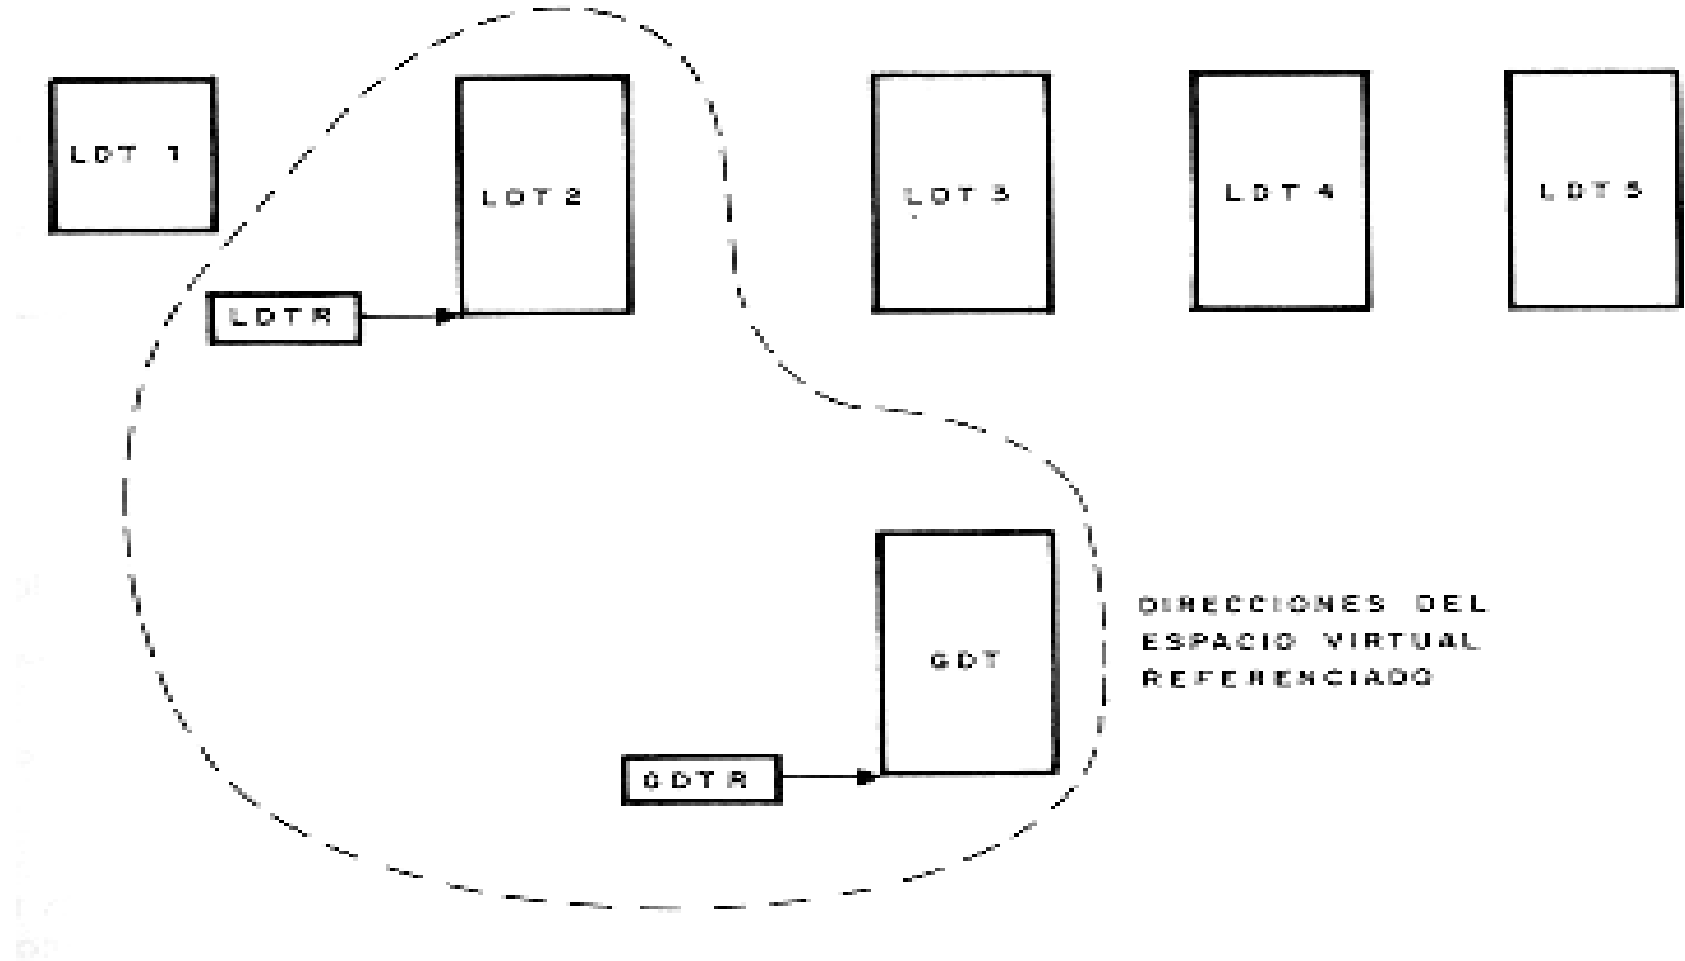 LDT 1
LDT 2
LDT 3
LDT 4
LDT 5
LDTR
GDT
DIRECCIONES DEL
ESPACIO VIRTUAL
REFERENCIADO
GDTR